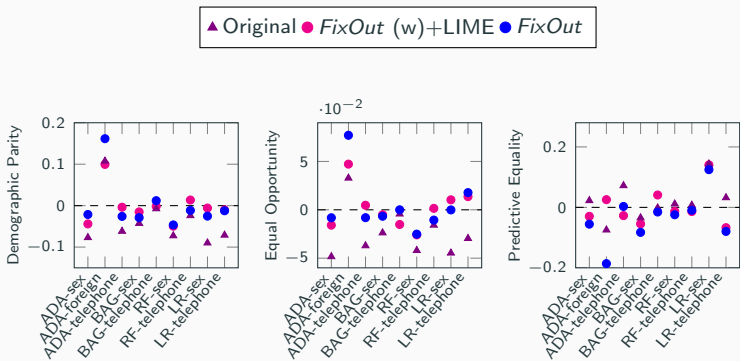 Original FixOut (w)+LIME FixOut
Demographic Parity
0.2
0.1
0
−0.1
ADA-sex
ADA-foreign
ADA-telephone
BAG-sex
BAG-telephone
RF-sex
RF-telephone
LR-sex
LR-telephone
Equal Opportunity
·10−2
5
0
−5
ADA-sex
ADA-foreign
ADA-telephone
BAG-sex
BAG-telephone
RF-sex
RF-telephone
LR-sex
LR-telephone
Predictive Equality
0.2
0
−0.2
ADA-sex
ADA-foreign
ADA-telephone
BAG-sex
BAG-telephone
RF-sex
RF-telephone
LR-sex
LR-telephone